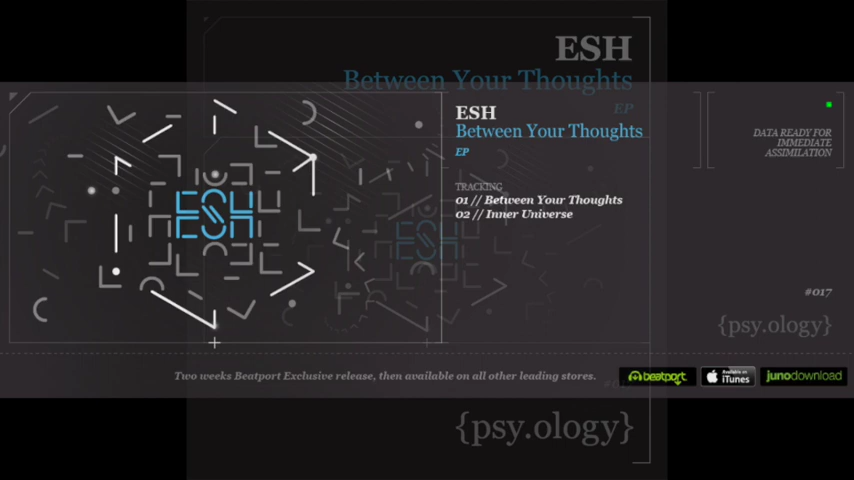 ESH
Between Your Thoughts
EP
ESH
Between Your Thoughts
EP
TRACKING
01 // Between Your Thoughts
02 // Inner Universe
DATA READY FOR
IMMEDIATE
ASSIMILATION
ESH
ESH
#017
{psy.ology}
Two weeks Beatport Exclusive release, then available on all other leading stores.
beatport
Available on
iTunes
junodownload
{psy.ology}